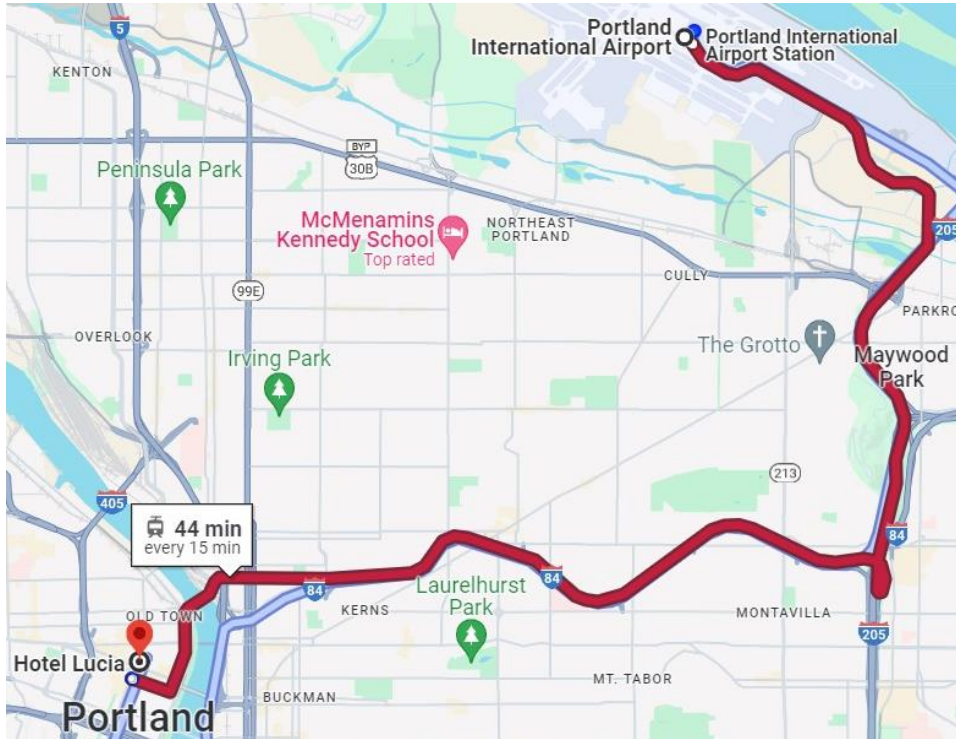 5
Portland
International Airport
Portland International
Airport Station
KENTON
BYP
30B
Peninsula Park
McMenamins
Kennedy School
Top rated
NORTHEAST
PORTLAND
205
CULLY
99E
PARKRO
OVERLOOK
The Grotto
Maywood
Park
Irving Park
213
405
44 min
every 15 min
84
84
84
Laurelhurst
Park
KERNS
MONTAVILLA
OLD TOWN
205
Hotel Lucia
MT. TABOR
BUCKMAN
Portland